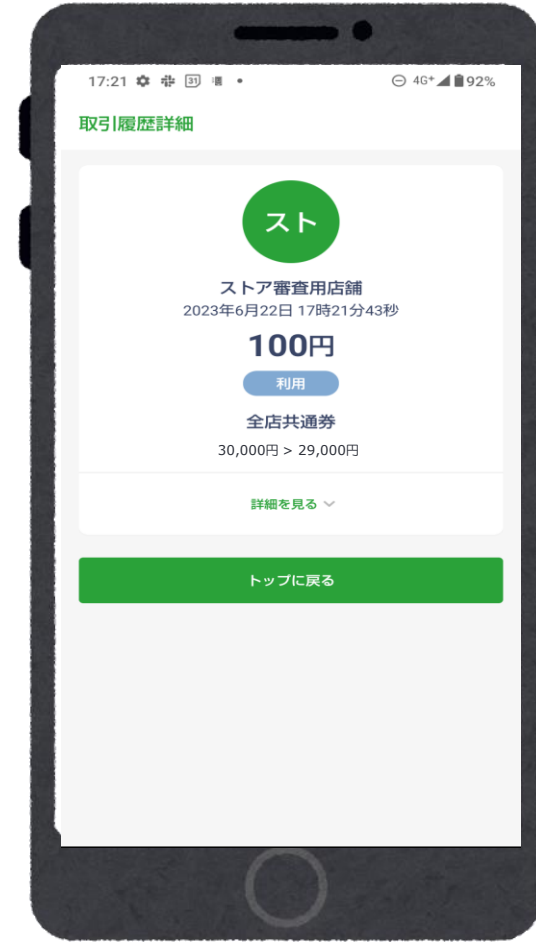 17:21 31 4G+ 92%
取引履歴詳細
スト
ストア審査用店舗
2023年6月22日 17時21分43秒
100円
利用
全店共通券
30,000円 > 29,000円
詳細を見る
トップに戻る